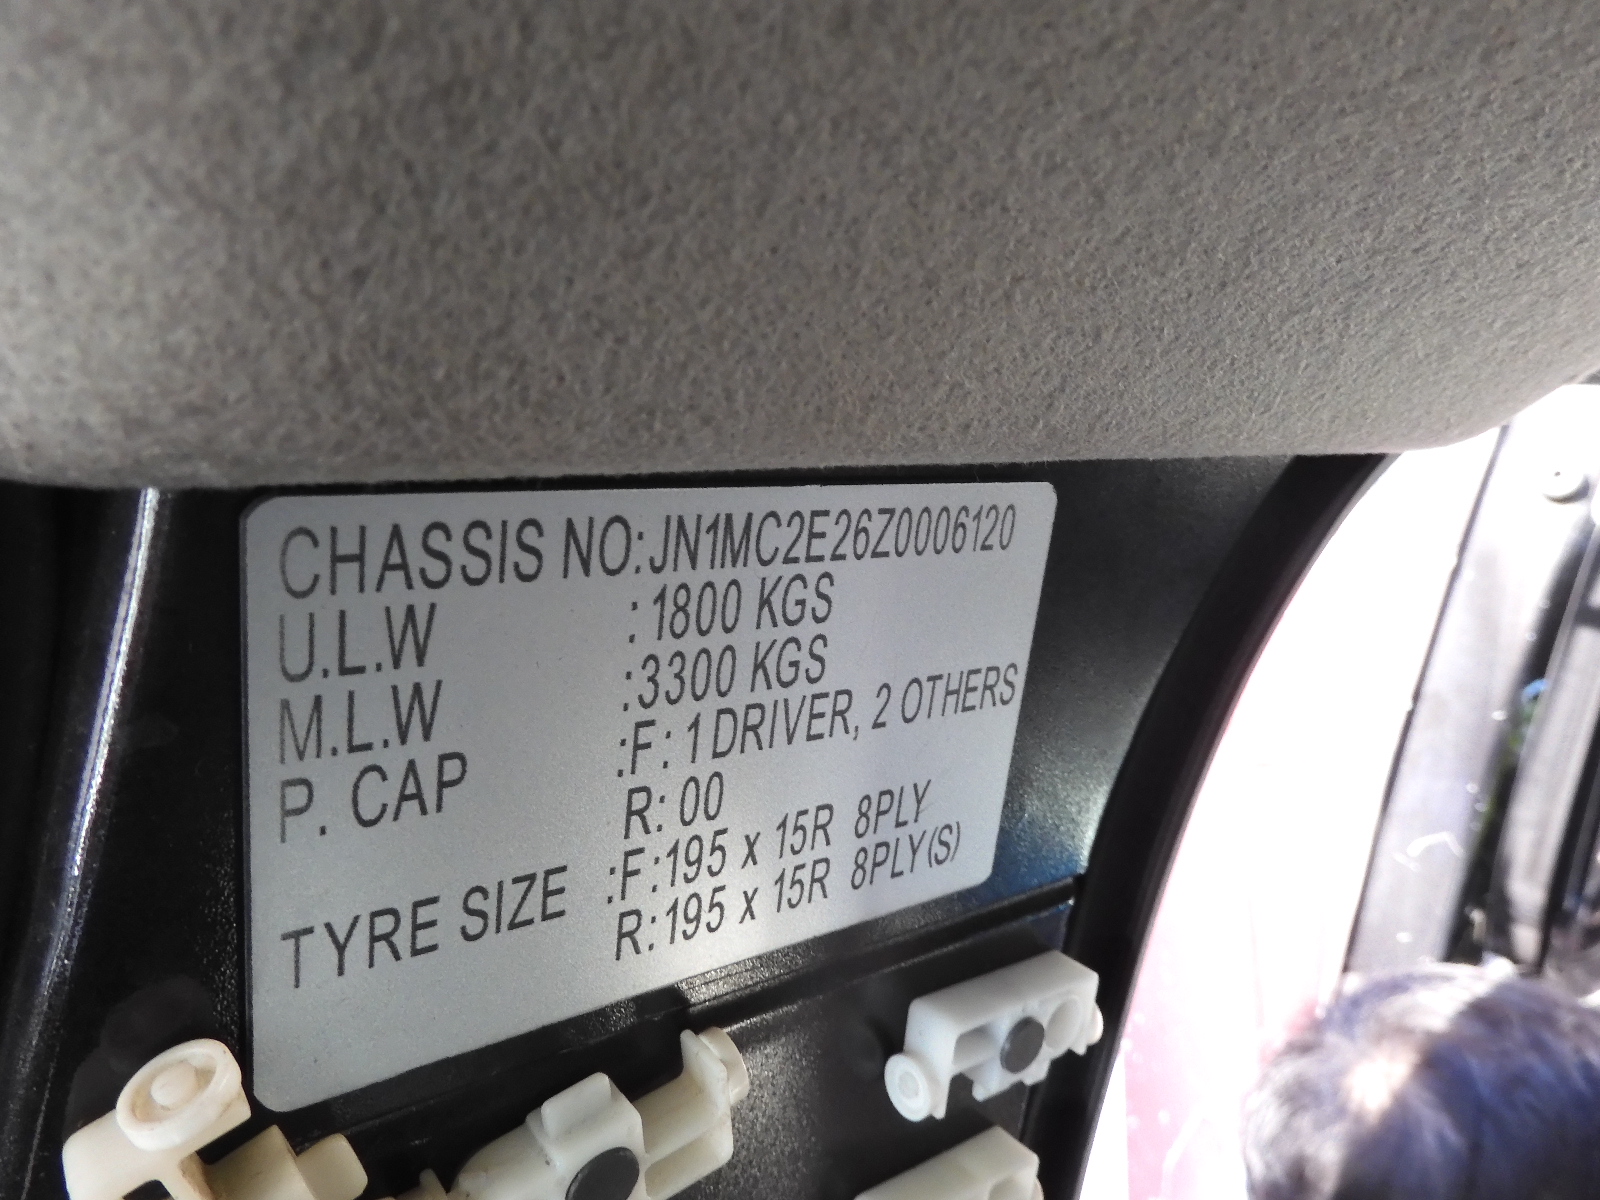 CHASSIS NO:JN1MC2E26Z0006120
U.L.W : 1800 KGS
M.L.W :3300 KGS
P. CAP :F: 1 DRIVER, 2 OTHERS
R: 00
TYRE SIZE :F:195 x 15R 8PLY
R:195 x 15R 8PLY(S)